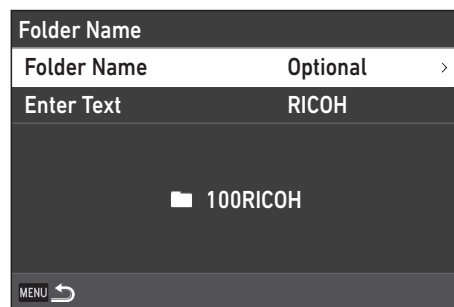 Folder Name
Folder Name Optional
Enter Text RICOH
100RICOH
MENU